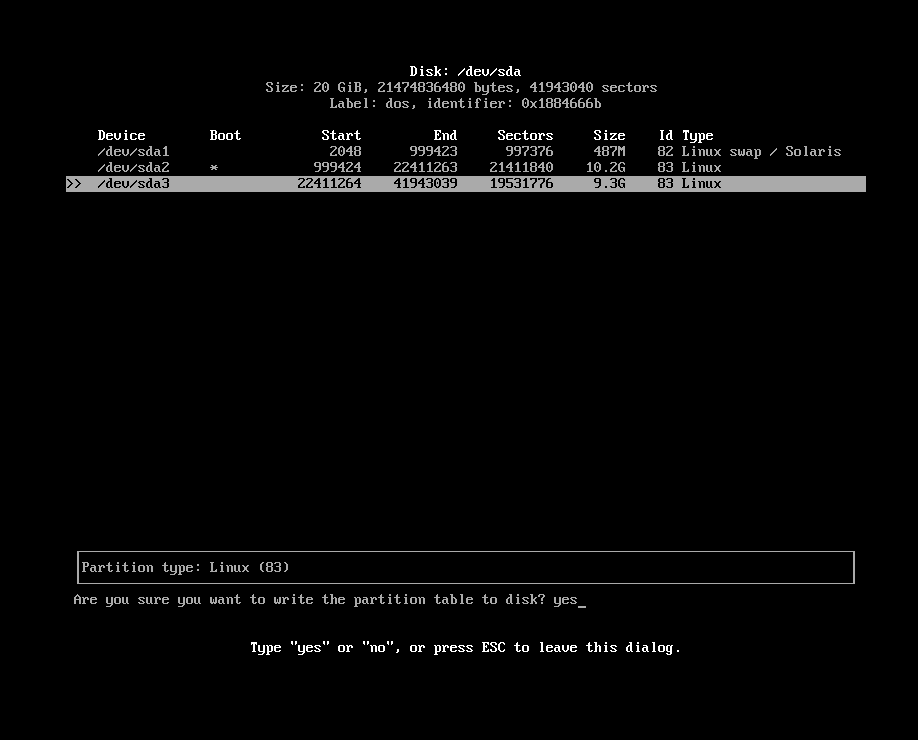 Disk: /dev/sda
Size: 20 GiB, 21474836480 bytes, 41943040 sectors
Label: dos, identifier: 0x1884666b
Device Boot Start End Sectors Size Id Type
/dev/sda1 2048 999423 997376 487M 82 Linux swap / Solaris
/dev/sda2 * 999424 22411263 21411840 10.2G 83 Linux
>> /dev/sda3 22411264 41943039 19531776 9.3G 83 Linux
Partition type: Linux (83)
Are you sure you want to write the partition table to disk? yes_
Type "yes" or "no", or press ESC to leave this dialog.